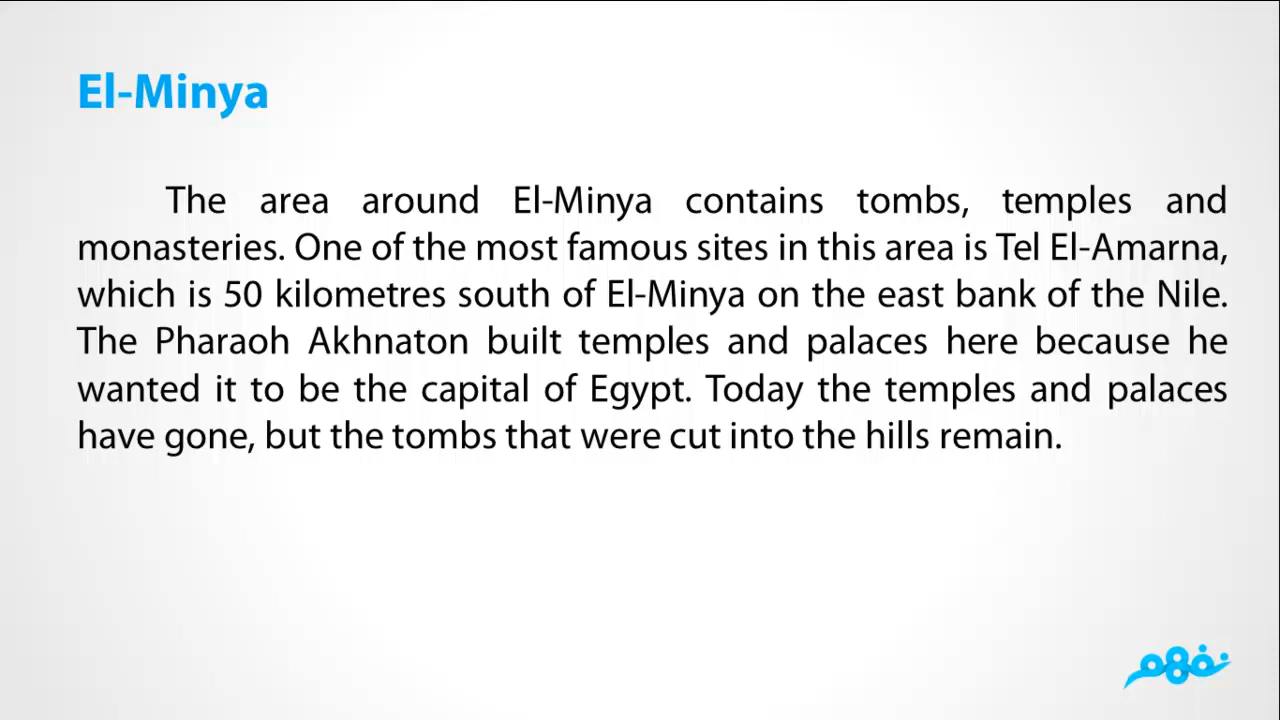 El-Minya
The area around El-Minya contains tombs, temples and
monasteries. One of the most famous sites in this area is Tel El-Amarna,
which is 50 kilometres south of El-Minya on the east bank of the Nile.
The Pharaoh Akhnaton built temples and palaces here because he
wanted it to be the capital of Egypt. Today the temples and palaces
have gone, but the tombs that were cut into the hills remain.
نفهم